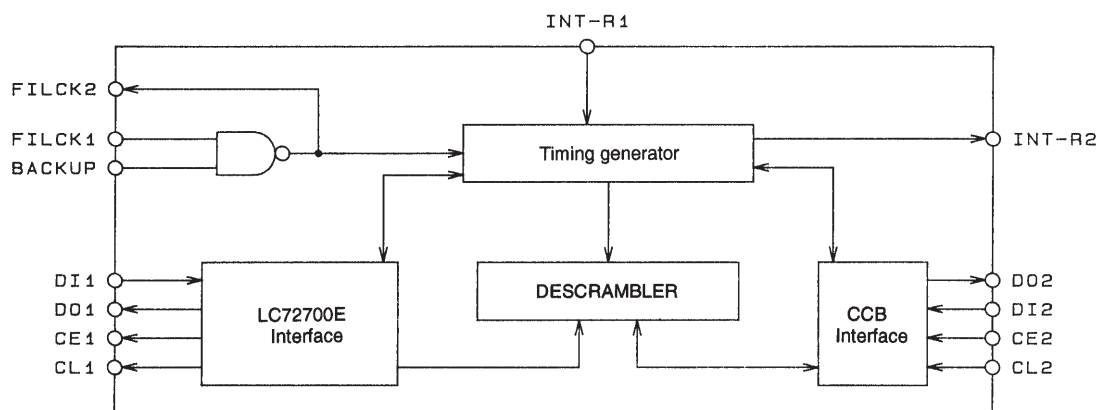 INT-R1
FILCK2
FILCK1
BACKUP
Timing generator
INT-R2
DI1
DO1
CE1
CL1
LC72700E
Interface
DESCRAMBLER
CCB
Interface
DO2
DI2
CE2
CL2